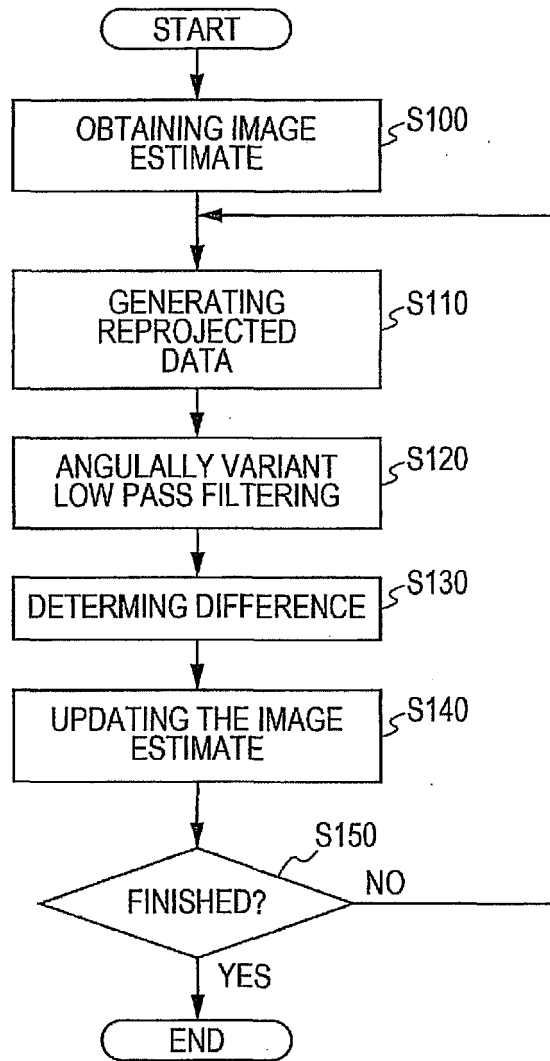 START
OBTAINING IMAGE
ESTIMATE
S100
GENERATING
REPROJECTED
DATA
S110
ANGULALLY VARIANT
LOW PASS FILTERING
S120
DETERMING DIFFERENCE
S130
UPDATING THE IMAGE
ESTIMATE
S140
S150
FINISHED?
NO
YES
END